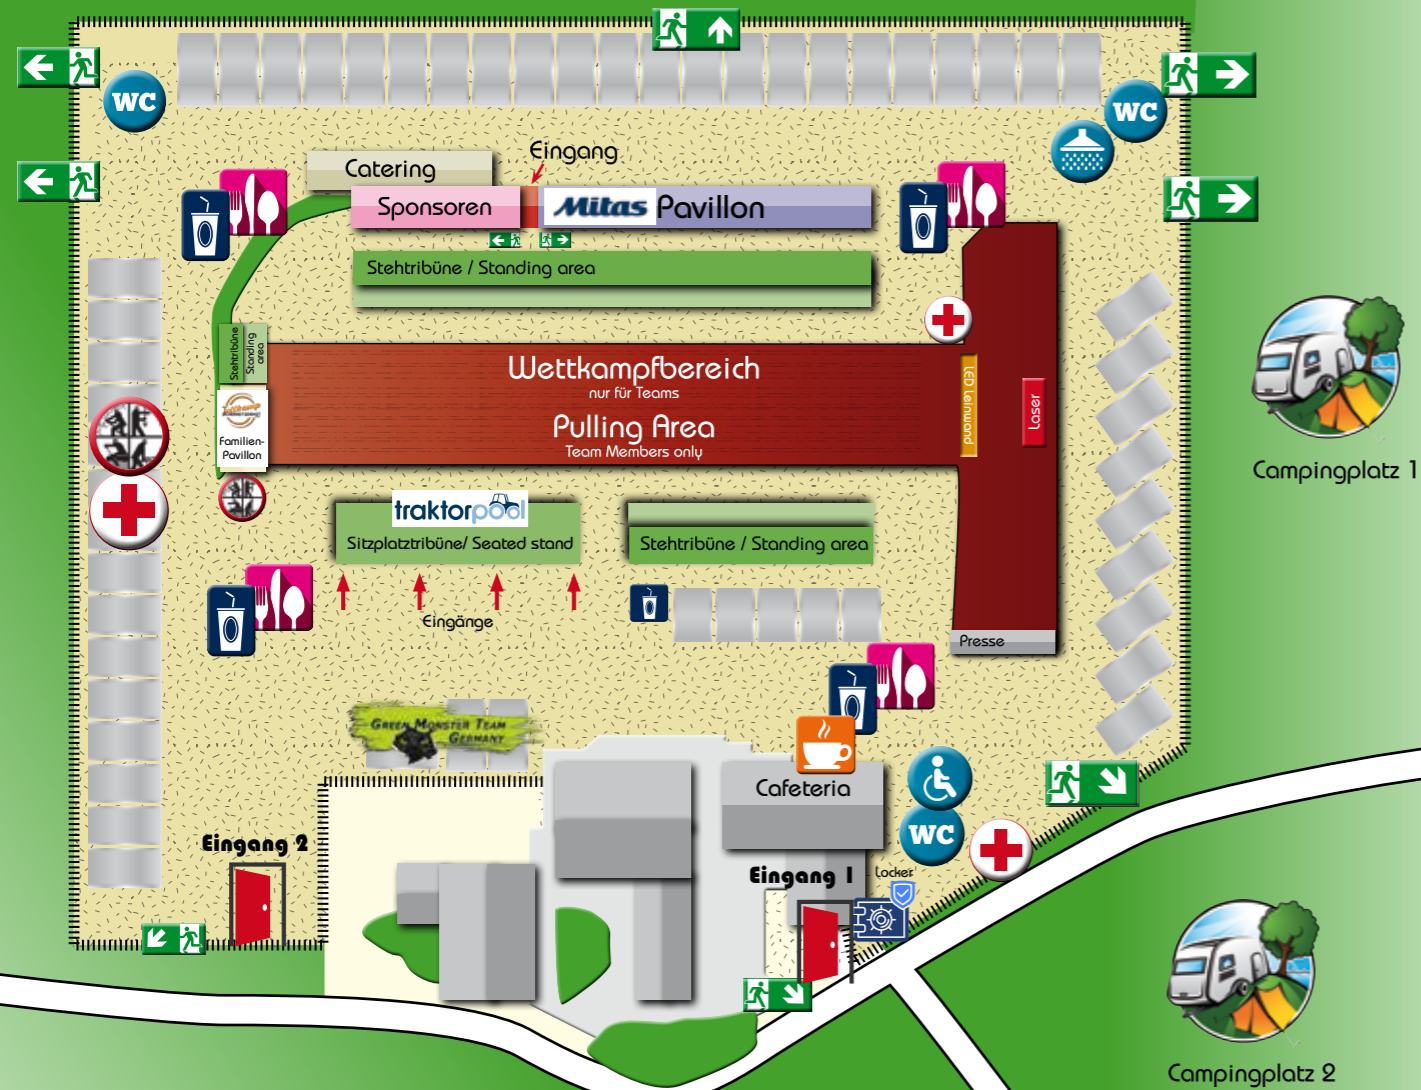 WC
WC
Eingang
Catering
Sponsoren
Mitas Pavillon
Stehtribüne / Standing area
Stehtribüne
Standing
area
Wettkampfbereich
nur für Teams
Pulling Area
Team Members only
LED Leinwand
Laser
Familien-
Pavillon
Campingplatz 1
traktorpool
Sitzplatztribüne/ Seated stand
Stehtribüne / Standing area
Eingänge
Presse
Green Monster Team
Germany
Cafeteria
WC
Eingang 2
Eingang 1
Locker
Campingplatz 2